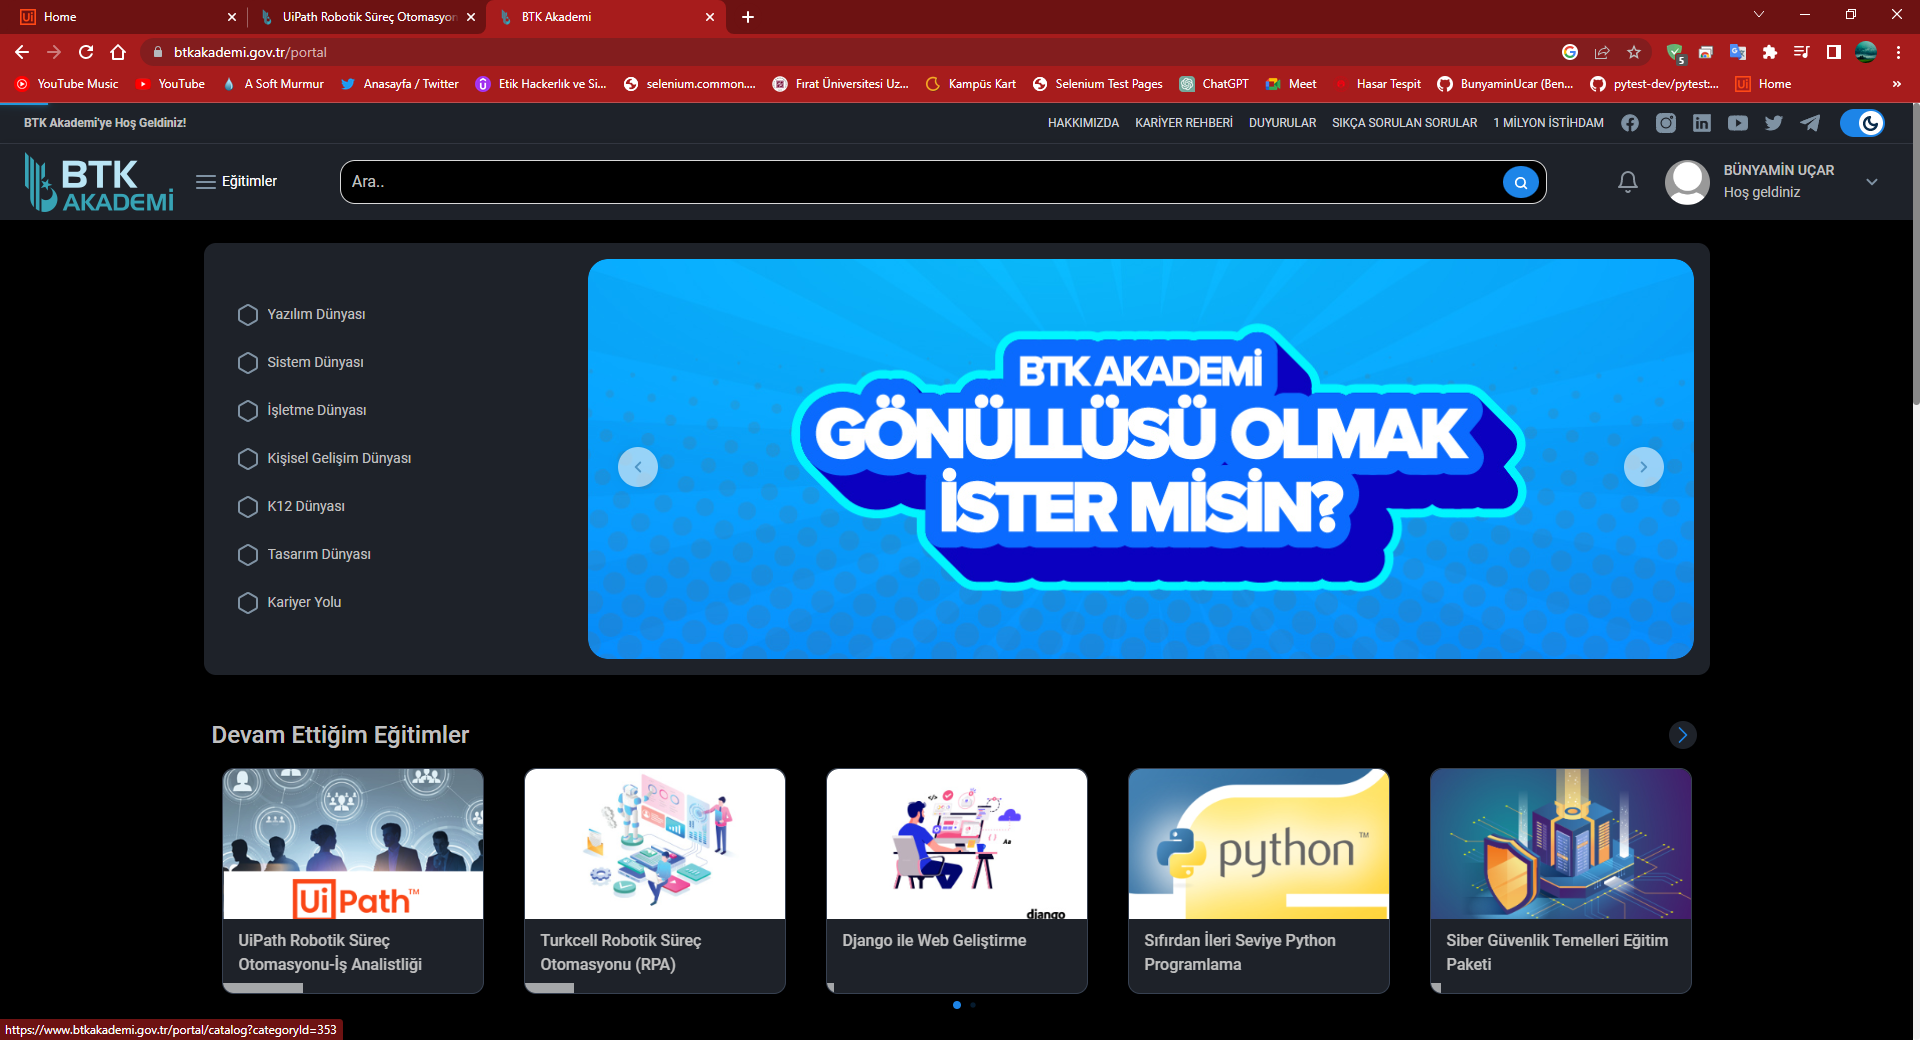 Home
UiPath Robotik Süreç Otomasyon
BTK Akademi
btkakademi.gov.tr/portal
5
YouTube Music
YouTube
A Soft Murmur
Anasayfa / Twitter
Etik Hackerlık ve Si...
selenium.common....
Fırat Üniversitesi Uz...
Kampüs Kart
Selenium Test Pages
ChatGPT
Meet
Hasar Tespit
BunyaminUcar (Ben...
pytest-dev/pytest:...
Ui Home
»
BTK Akademi'ye Hoş Geldiniz!
HAKKIMIZDA
KARİYER REHBERİ
DUYURULAR
SIKÇA SORULAN SORULAR
1 MİLYON İSTİHDAM
BTK
AKADEMİ
Eğitimler
Ara..
BÜNYAMİN UÇAR
Hoş geldiniz
Yazılım Dünyası
Sistem Dünyası
İşletme Dünyası
Kişisel Gelişim Dünyası
K12 Dünyası
Tasarım Dünyası
Kariyer Yolu
BTK AKADEMİ
GÖNÜLLÜSÜ OLMAK
İSTER MİSİN?
Devam Ettiğim Eğitimler
UiPath™
UiPath Robotik Süreç
Otomasyonu-İş Analistliği
Turkcell Robotik Süreç
Otomasyonu (RPA)
Aa
django
Django ile Web Geliştirme
python™
Sıfırdan İleri Seviye Python
Programlama
Siber Güvenlik Temelleri Eğitim
Paketi
https://www.btkakademi.gov.tr/portal/catalog?categoryId=353